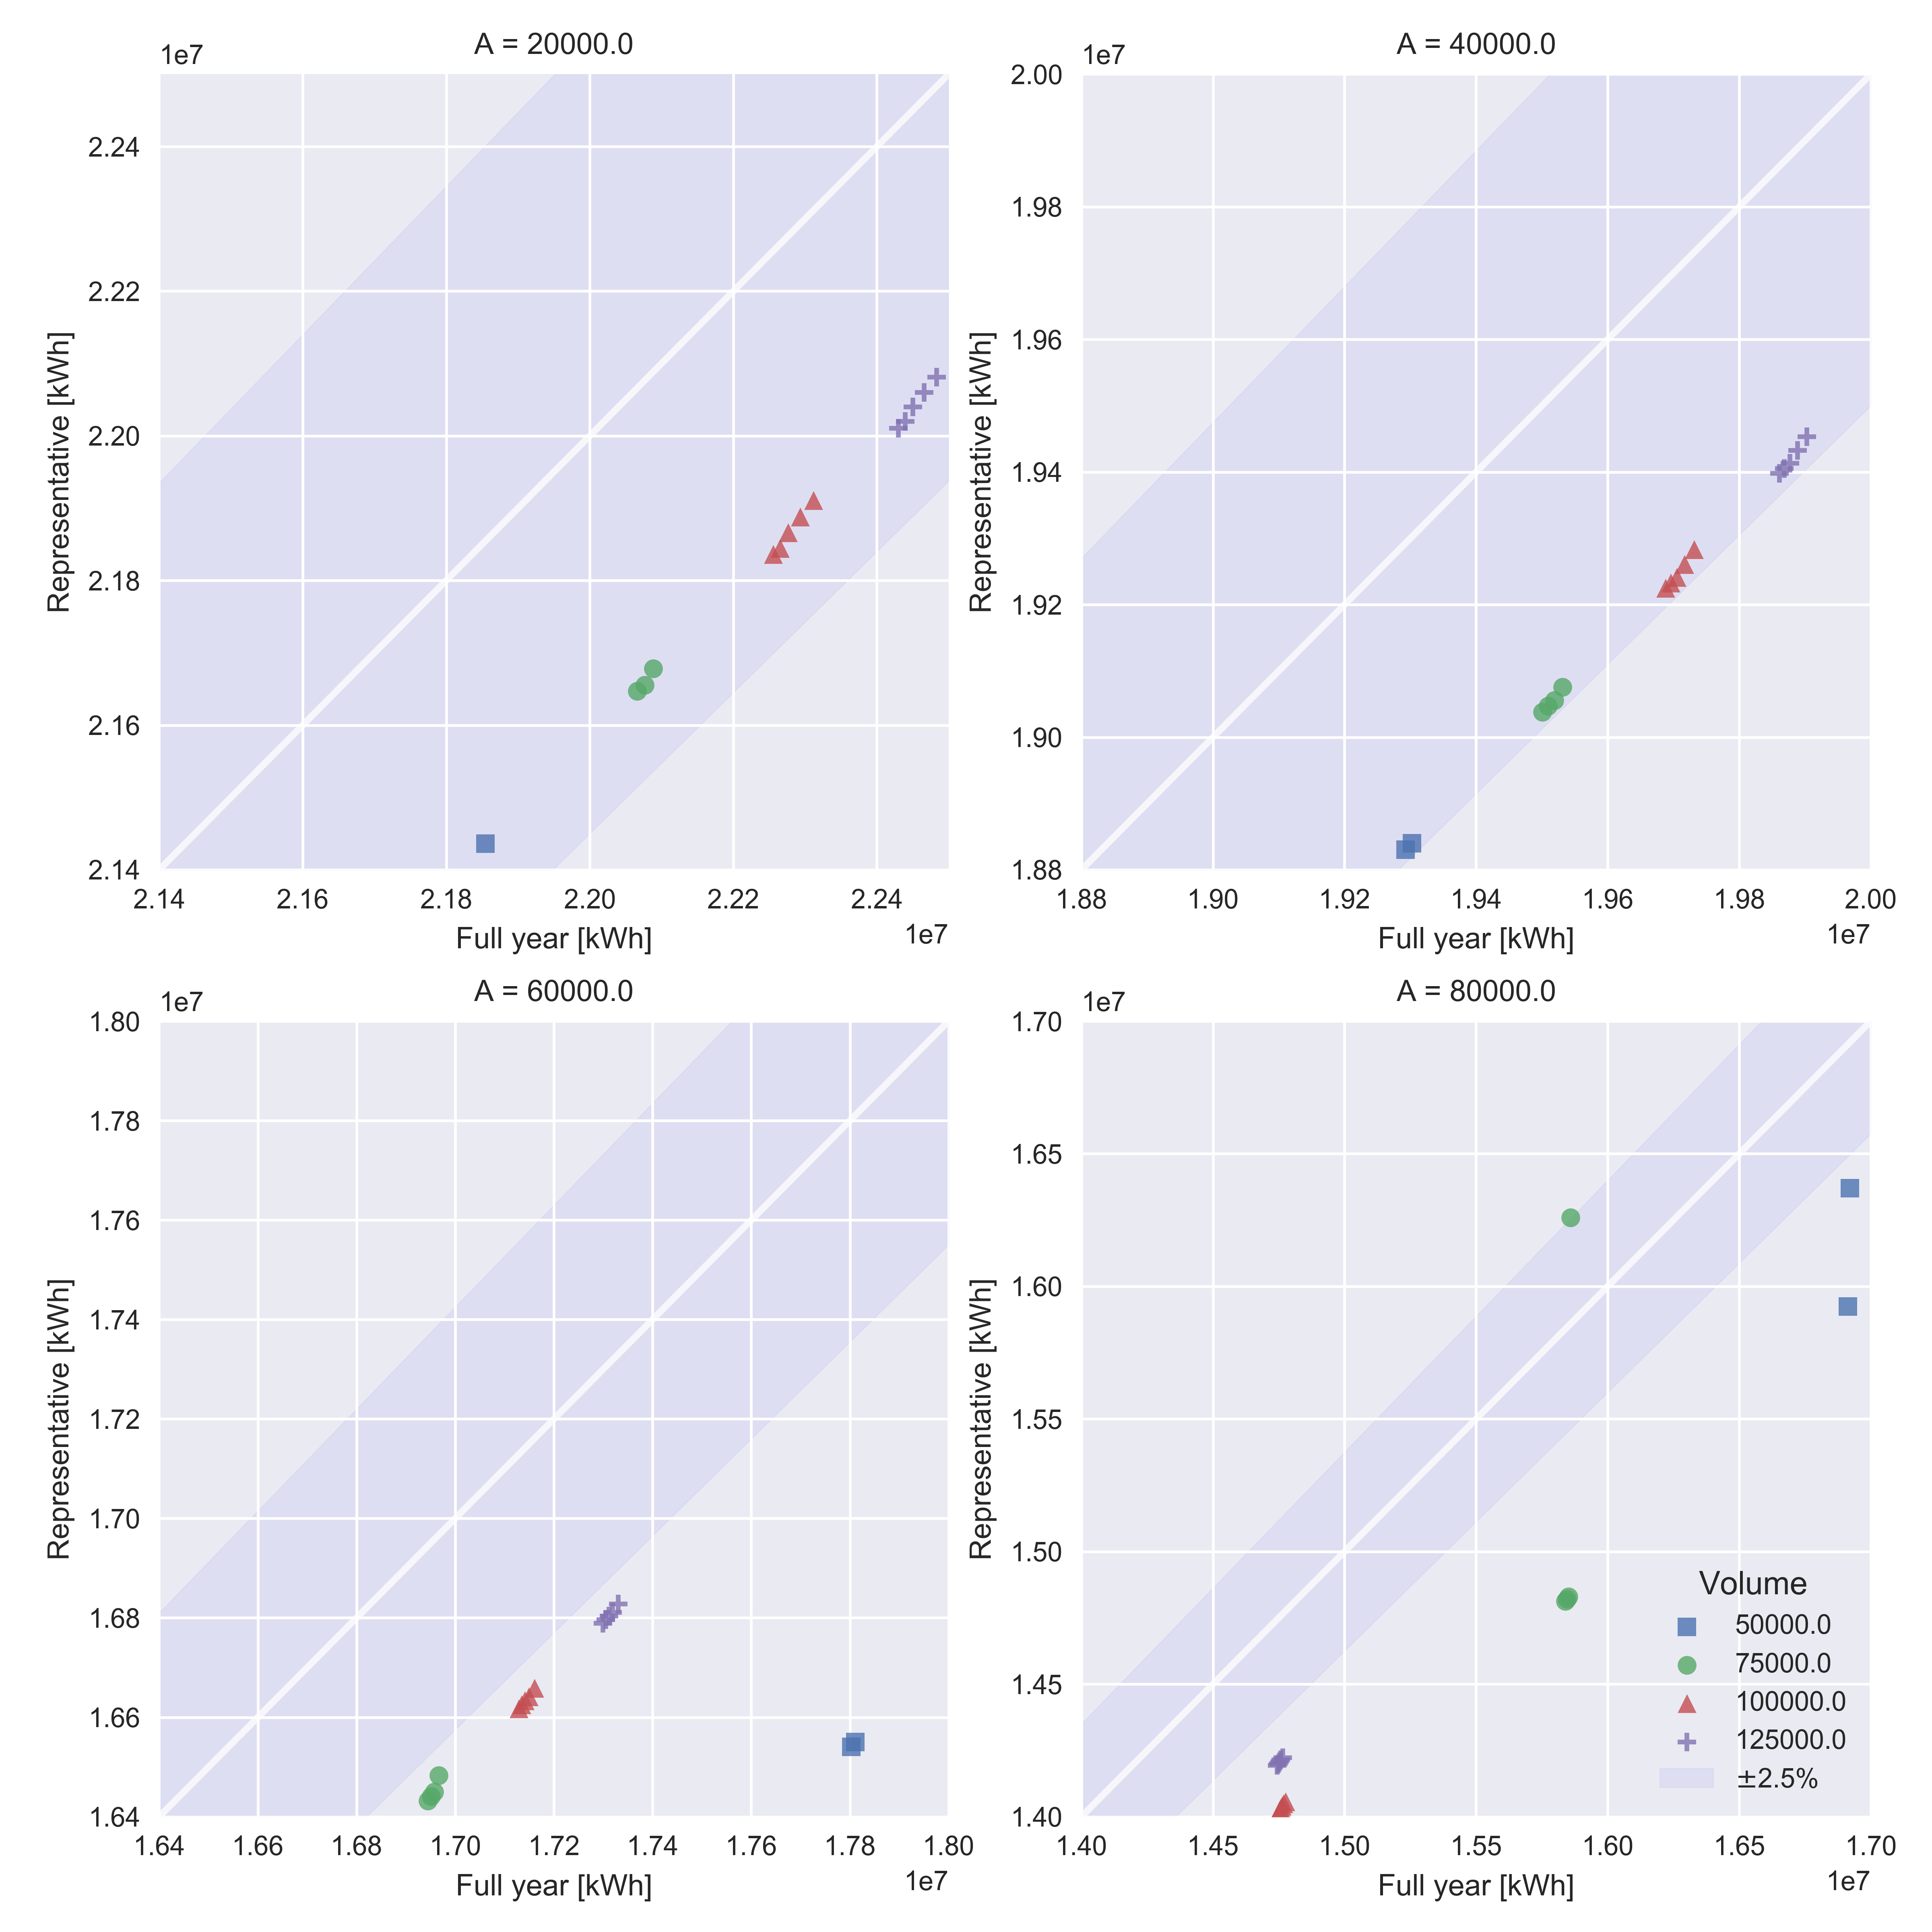 A = 20000.0
1e7
2.24
2.22
2.20
2.18
2.16
2.14
Representative [kWh]
2.14 2.16 2.18 2.20 2.22 2.24
Full year [kWh]
1e7
A = 40000.0
1e7
2.00
1.98
1.96
1.94
1.92
1.90
1.88
Representative [kWh]
1.88 1.90 1.92 1.94 1.96 1.98 2.00
Full year [kWh]
1e7
A = 60000.0
1e7
1.80
1.78
1.76
1.74
1.72
1.70
1.68
1.66
1.64
Representative [kWh]
1.64 1.66 1.68 1.70 1.72 1.74 1.76 1.78 1.80
Full year [kWh]
1e7
A = 80000.0
1e7
1.70
1.65
1.60
1.55
1.50
1.45
1.40
Representative [kWh]
Volume
50000.0
75000.0
100000.0
125000.0
±2.5%
1.40 1.45 1.50 1.55 1.60 1.65 1.70
Full year [kWh]
1e7